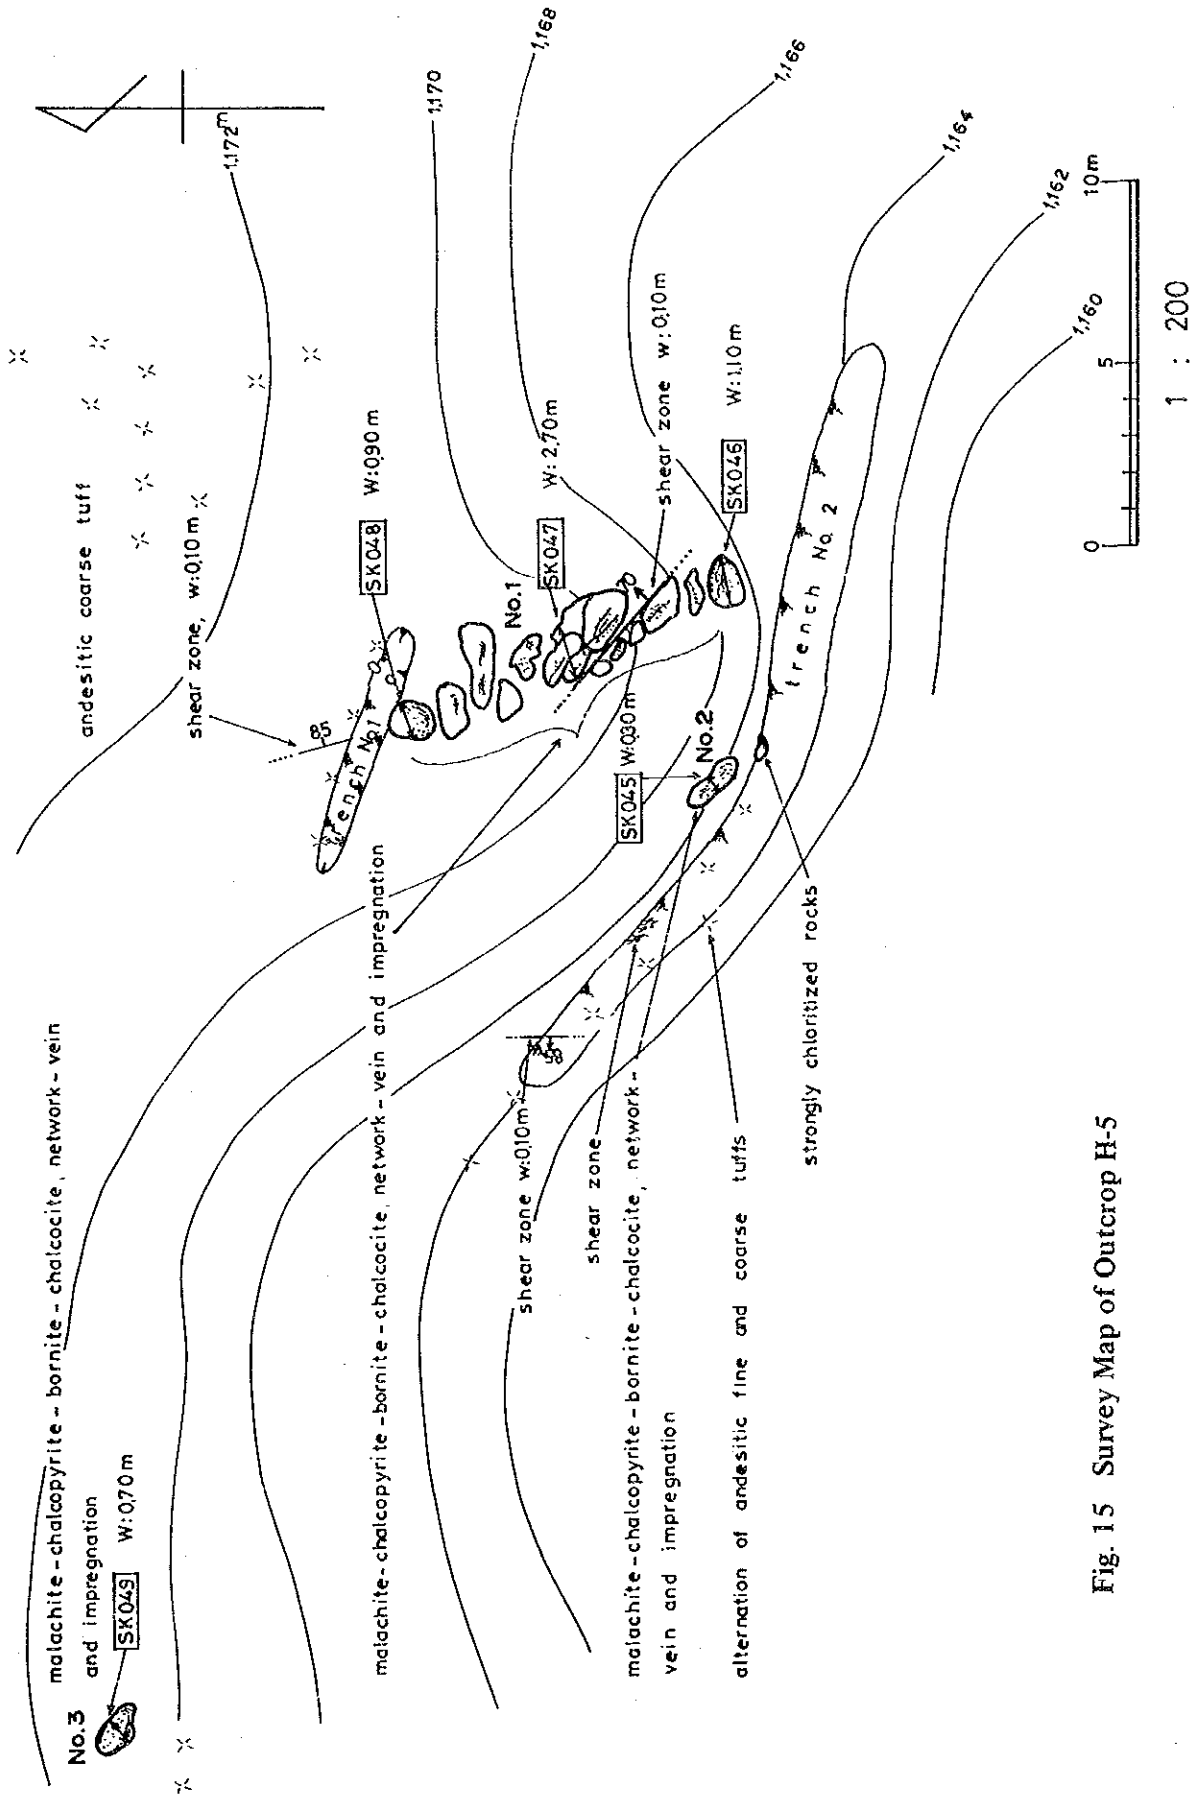 1,172m
1,170
1,168
1,166
1,164
1,162
1,160
andesitic coarse tuff
shear zone, w:0,10m
85
trench No.1
SK048 W:0,90m
No.1
SK047 W:2,70m
70
shear zone w:0,10m
SK046 W:1,10m
malachite-chalcopyrite-bornite-chalcocite, network-vein
and impregnation
No.3
SK049 W:0,70m
malachite-chalcopyrite-bornite-chalcocite, network-vein and impregnation
SK045 W:0,30m
No.2
trench No. 2
shear zone w:0,10m
85
shear zone
malachite-chalcopyrite-bornite-chalcocite, network-
vein and impregnation
alternation of andesitic fine and coarse tuffs
strongly chloritized rocks
0 5 10m
1 : 200
Fig. 15 Survey Map of Outcrop H-5